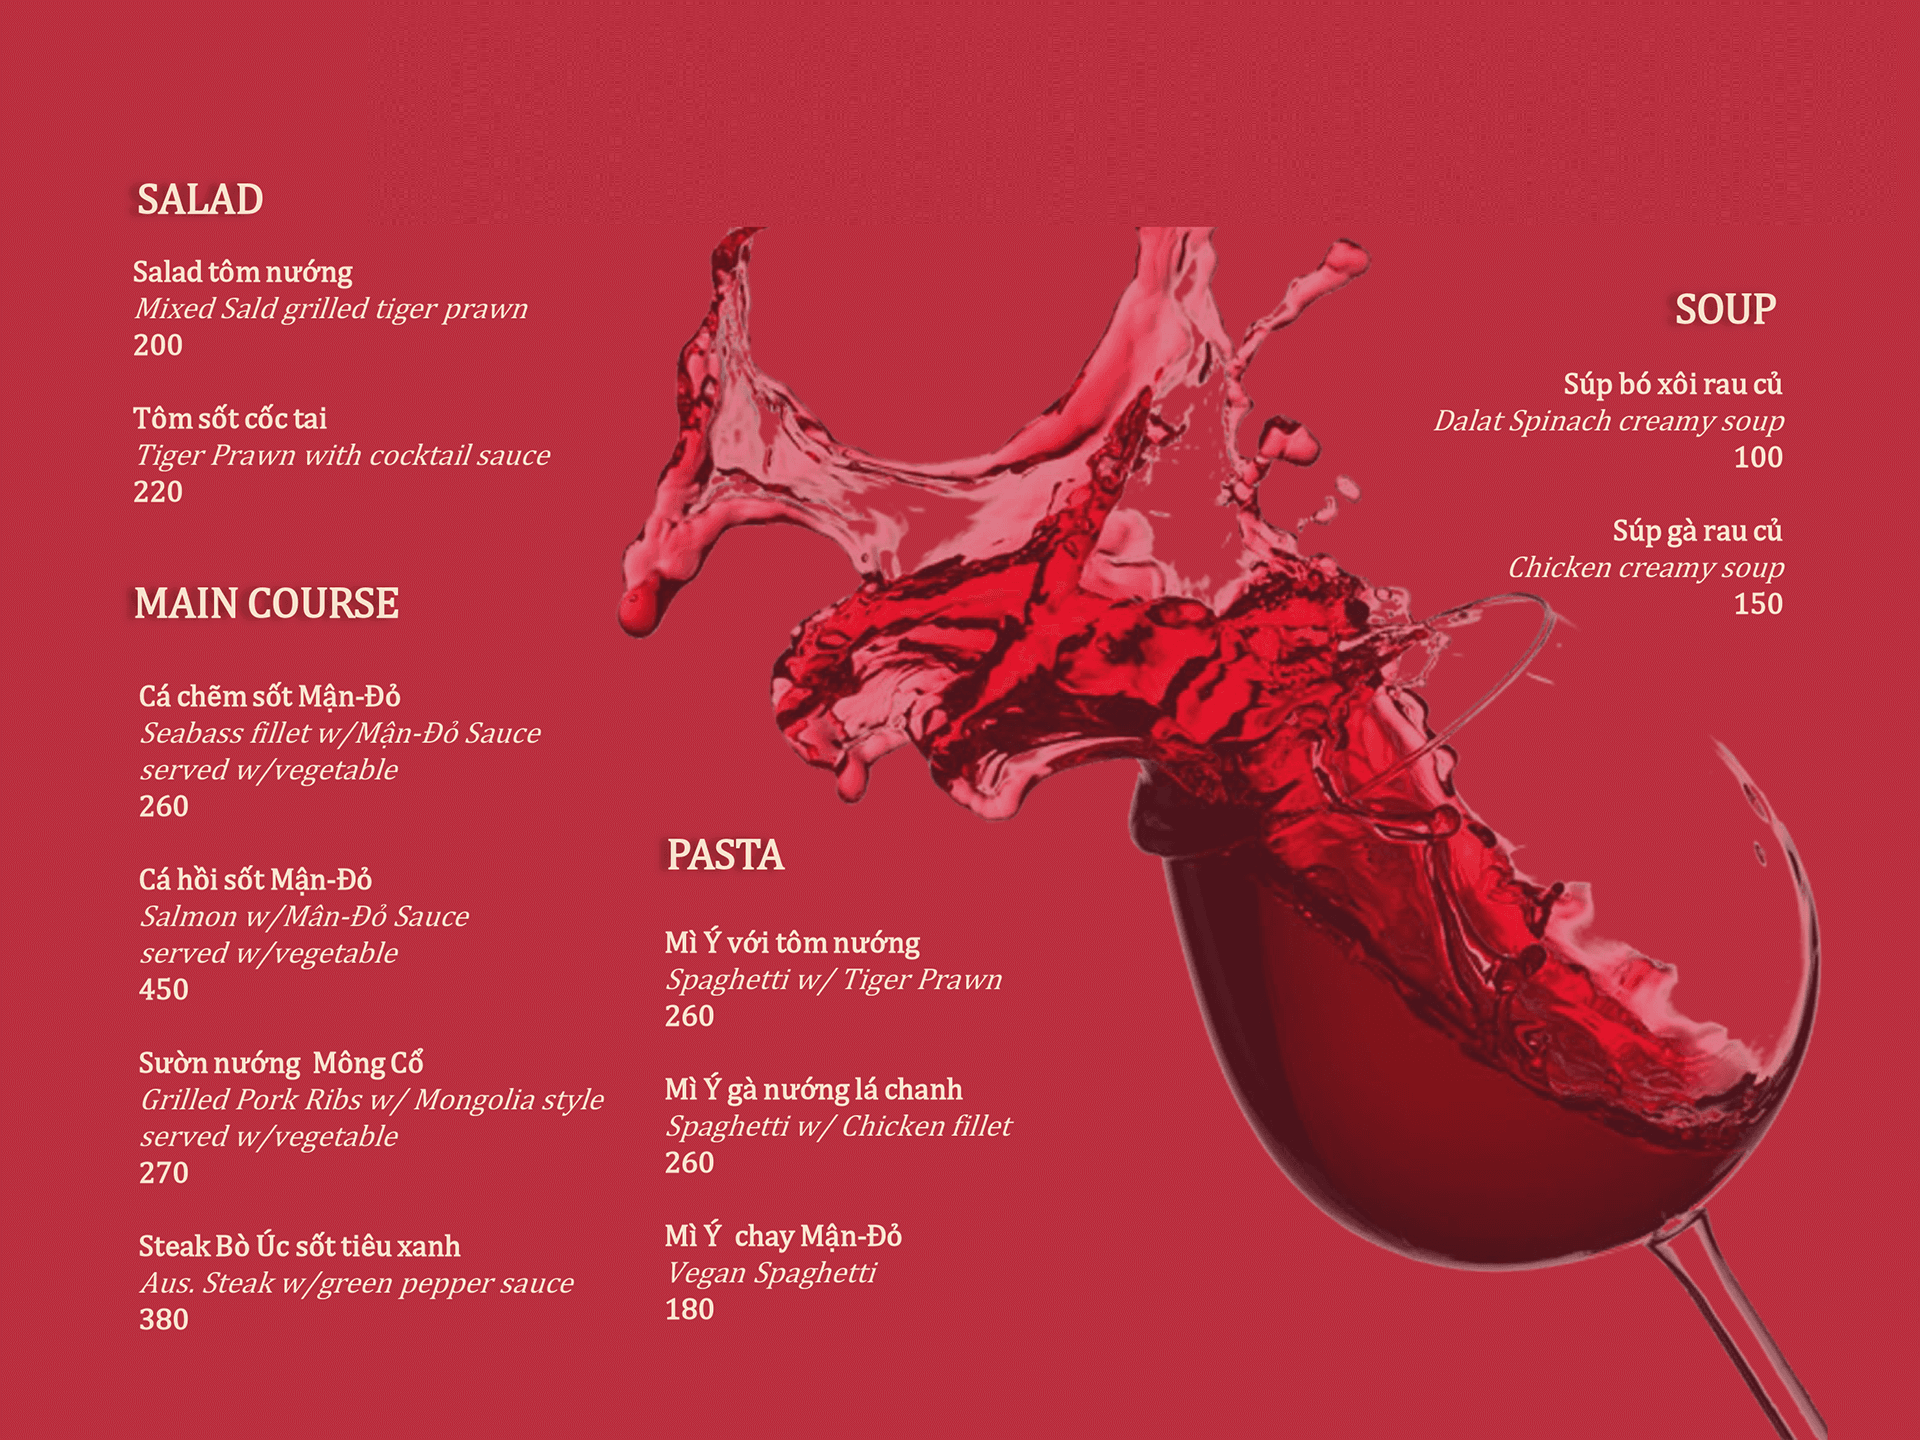 SALAD
Salad tôm nướng
Mixed Sald grilled tiger prawn
200
Tôm sốt cốc tai
Tiger Prawn with cocktail sauce
220
MAIN COURSE
Cá chẽm sốt Mận-Đỏ
Seabass fillet w/Mận-Đỏ Sauce
served w/vegetable
260
Cá hồi sốt Mận-Đỏ
Salmon w/Mân-Đỏ Sauce
served w/vegetable
450
Sườn nướng Mông Cổ
Grilled Pork Ribs w/ Mongolia style
served w/vegetable
270
Steak Bò Úc sốt tiêu xanh
Aus. Steak w/green pepper sauce
380
PASTA
Mì Ý với tôm nướng
Spaghetti w/ Tiger Prawn
260
Mì Ý gà nướng lá chanh
Spaghetti w/ Chicken fillet
260
Mì Ý chay Mận-Đỏ
Vegan Spaghetti
180
SOUP
Súp bó xôi rau củ
Dalat Spinach creamy soup
100
Súp gà rau củ
Chicken creamy soup
150